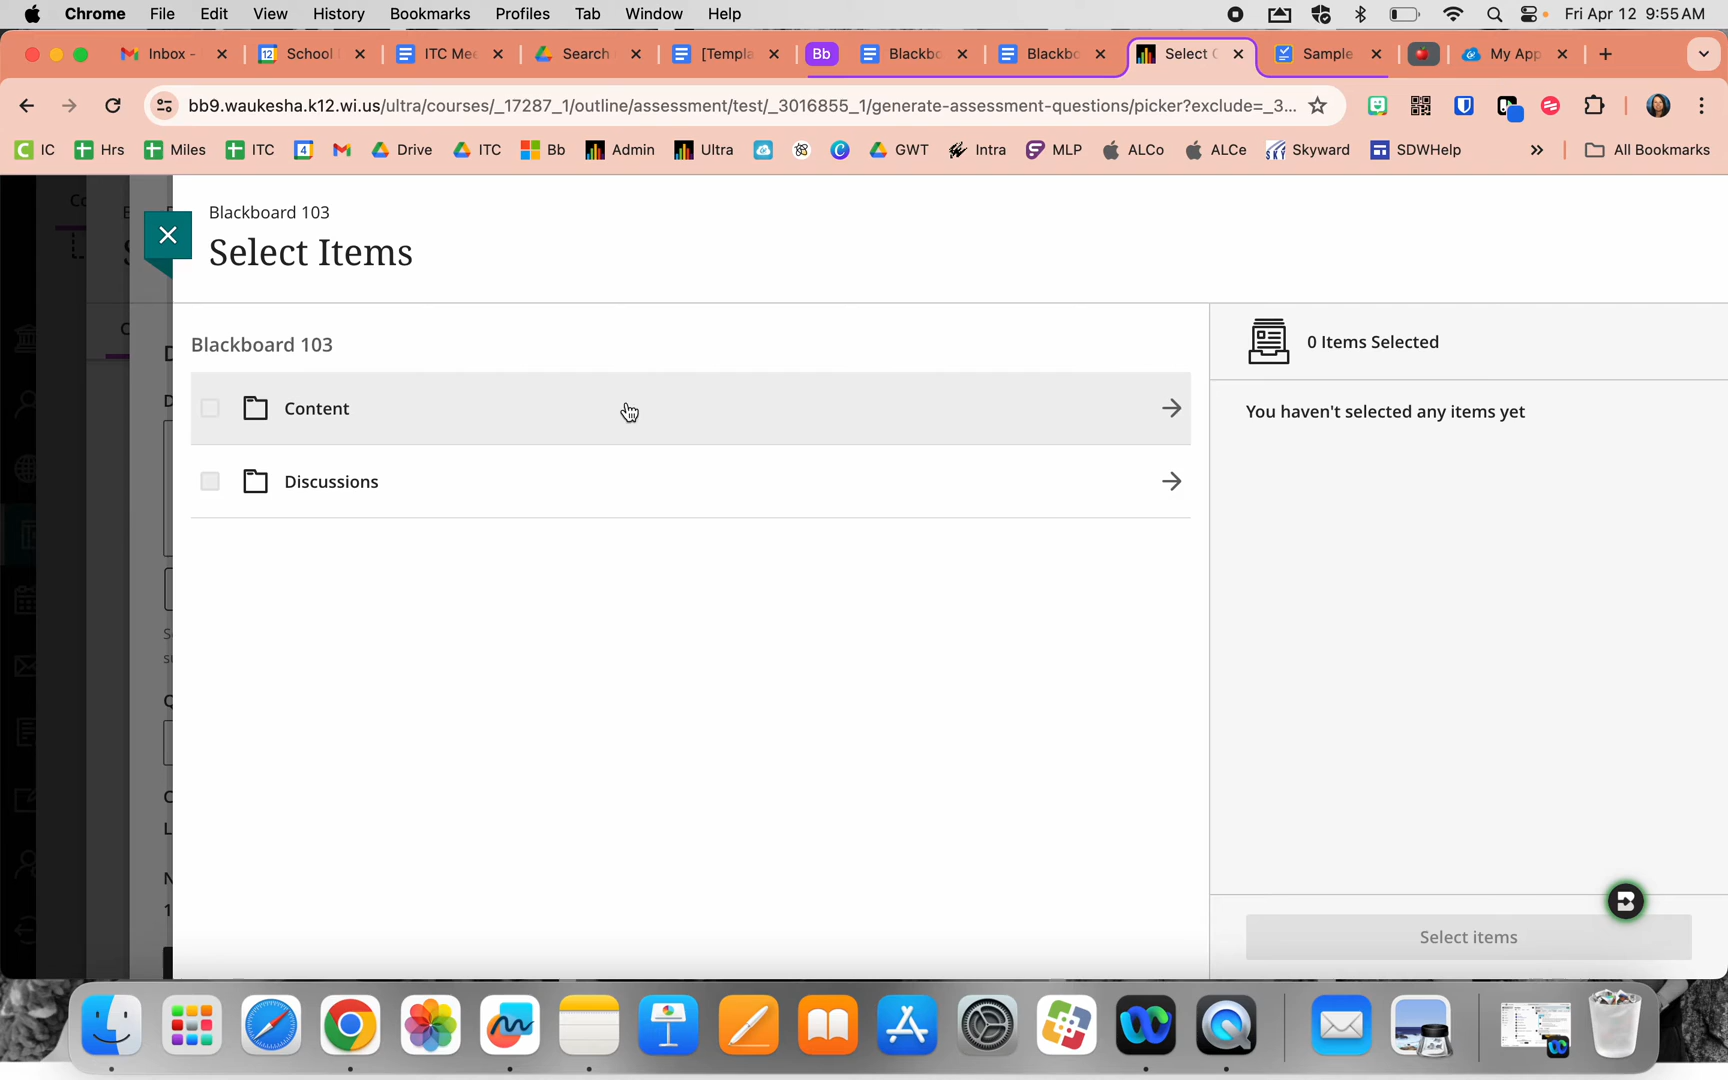 Chrome File Edit View History Bookmarks Profiles Tab Window Help Fri Apr 12 9:55 AM
Inbox - 12 School ITC Mee Search [Templa Bb Blackbo Blackbo Select C Sample My App
bb9.waukesha.k12.wi.us/ultra/courses/_17287_1/outline/assessment/test/_3016855_1/generate-assessment-questions/picker?exclude=_3...
IC Hrs Miles ITC 4 Drive ITC Bb Admin Ultra GWT Intra MLP ALCo ALCe Skyward SDWHelp » All Bookmarks
Blackboard 103
Select Items
Blackboard 103
0 Items Selected
Content
You haven't selected any items yet
Discussions
Select items